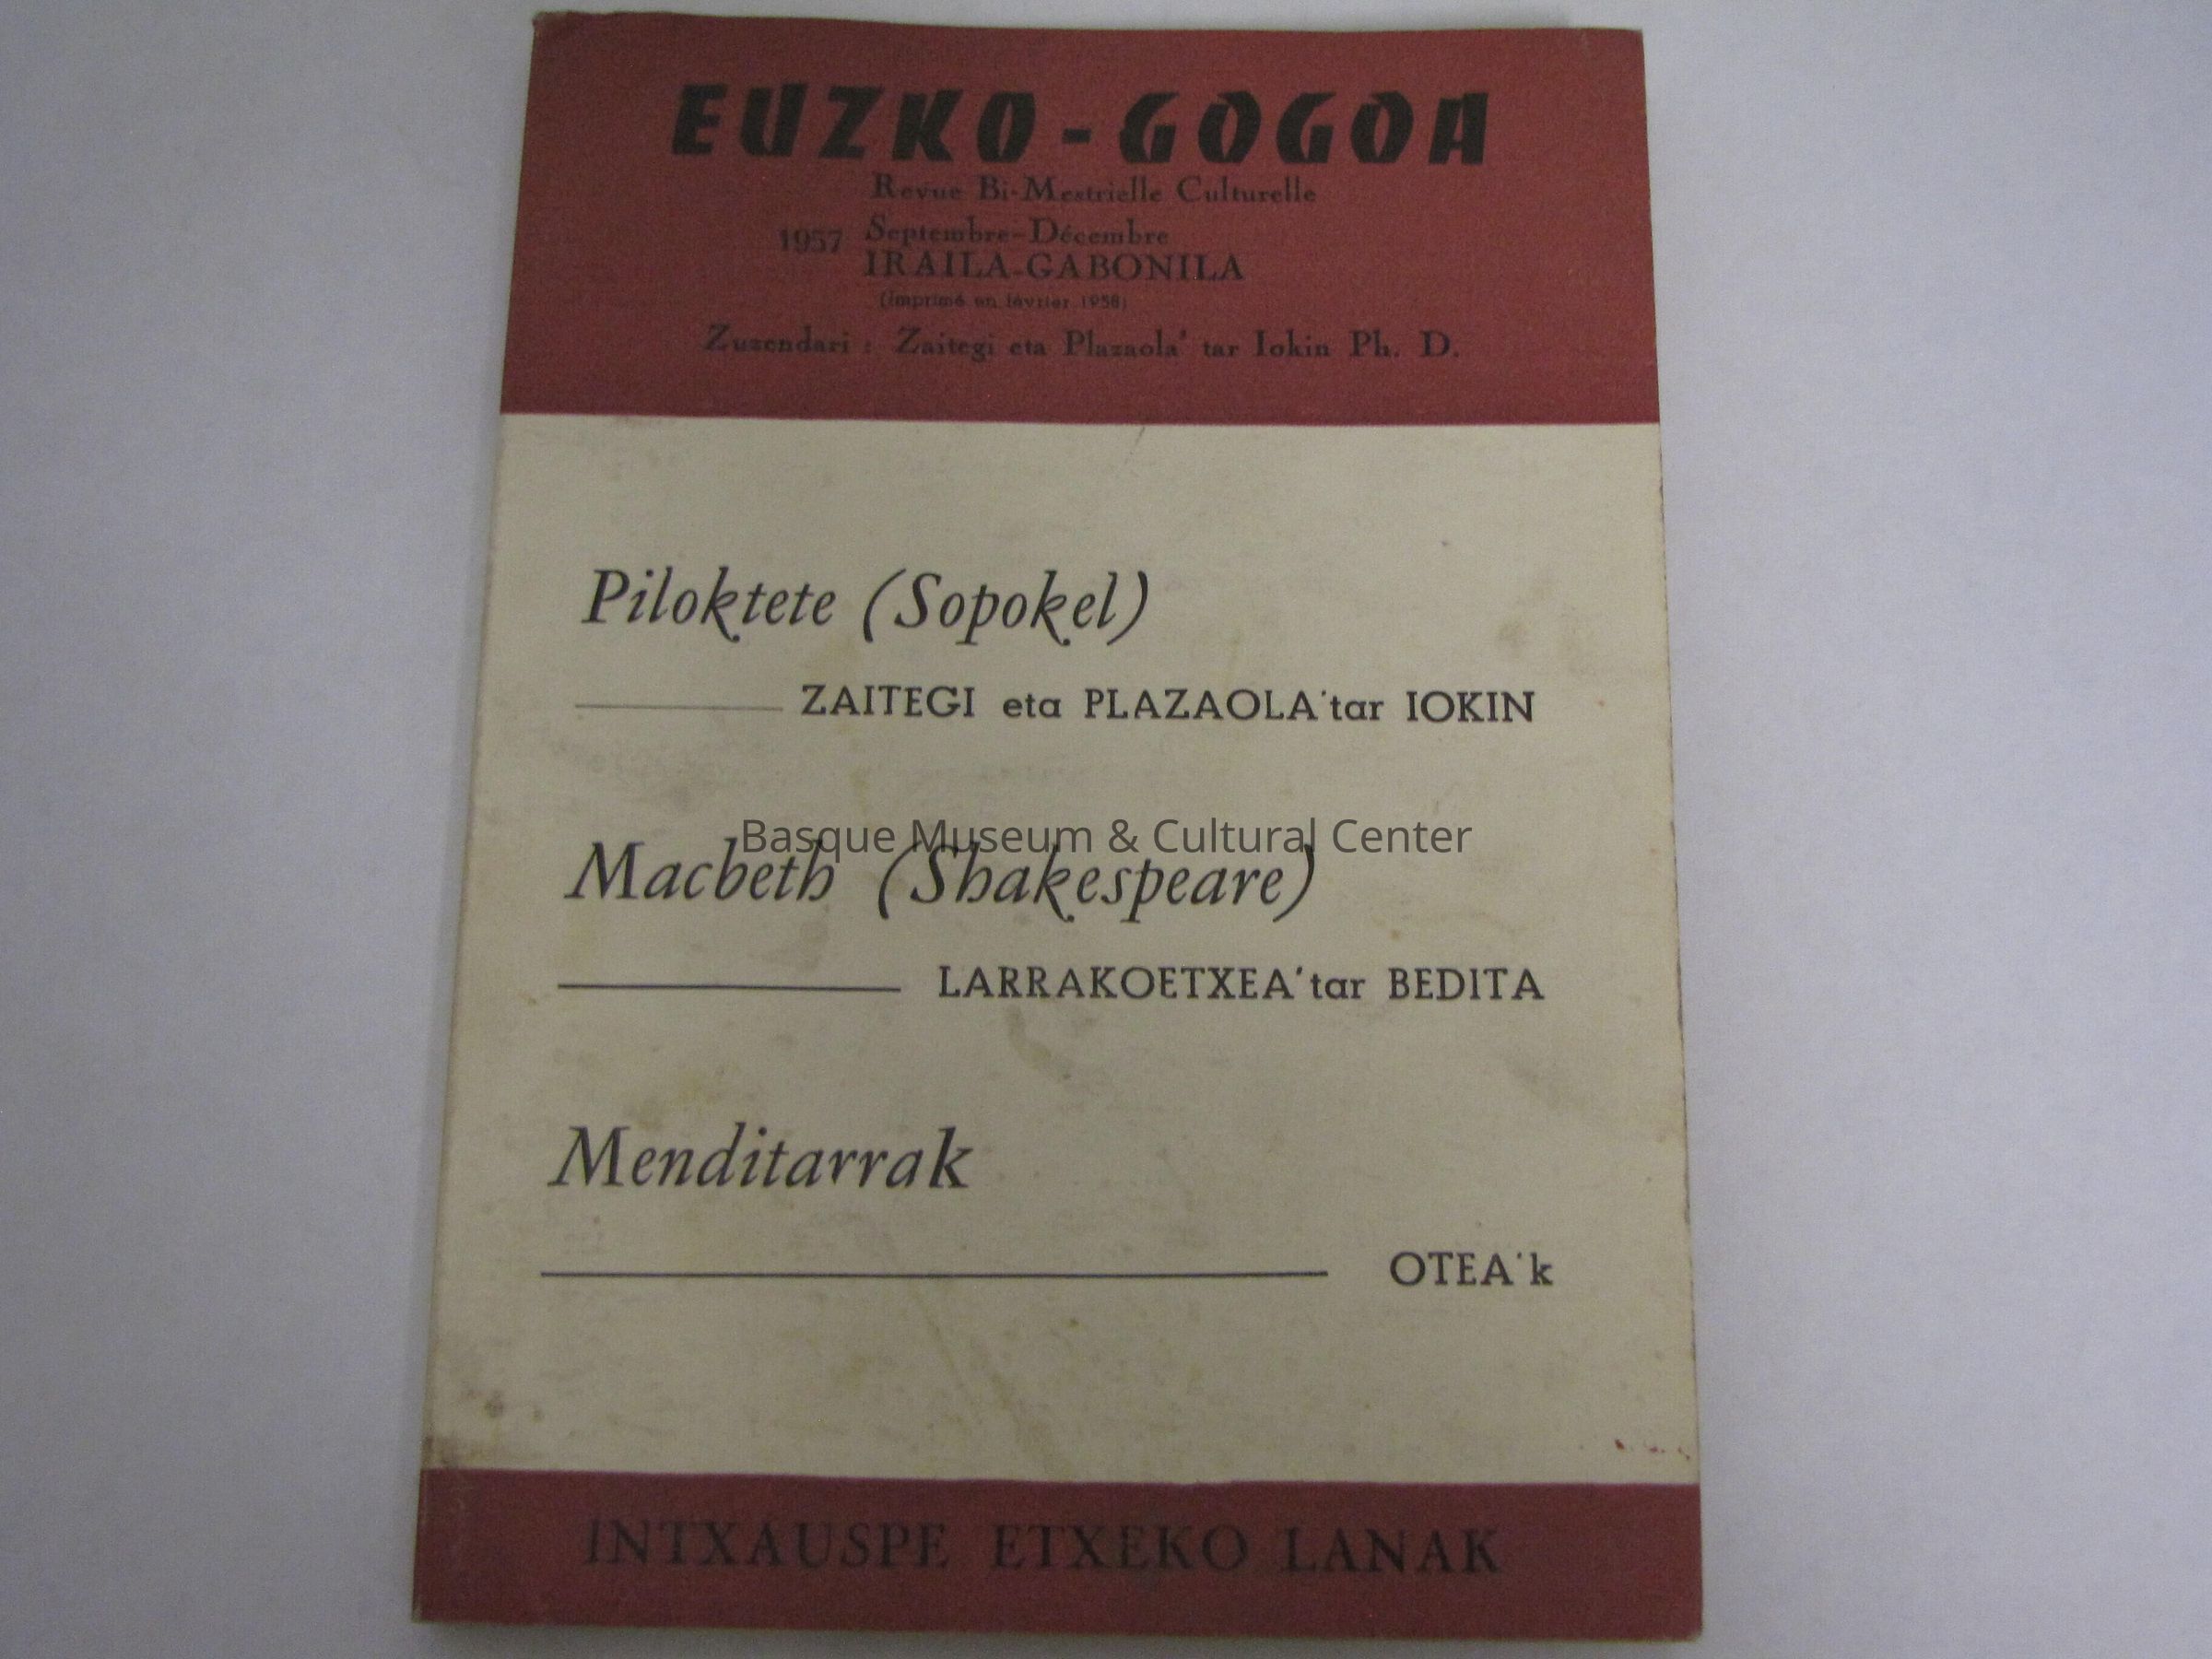 EUZKO-GOGOA
Revue Bi-Mestrielle Culturelle
1957 Septembre-Décembre
IRAILA-GABONILA
(Imprimé en février 1958)
Zuzendari : Zaitegi eta Plazaola' tar Iokin Ph. D.
Piloktete (Sopokel)
ZAITEGI eta PLAZAOLA'tar IOKIN
Basque Museum & Cultural Center
Macbeth (Shakespeare)
LARRAKOETXEA'tar BEDITA
Menditarrak
OTEA'k
INTXAUSPE ETXEKO LANAK